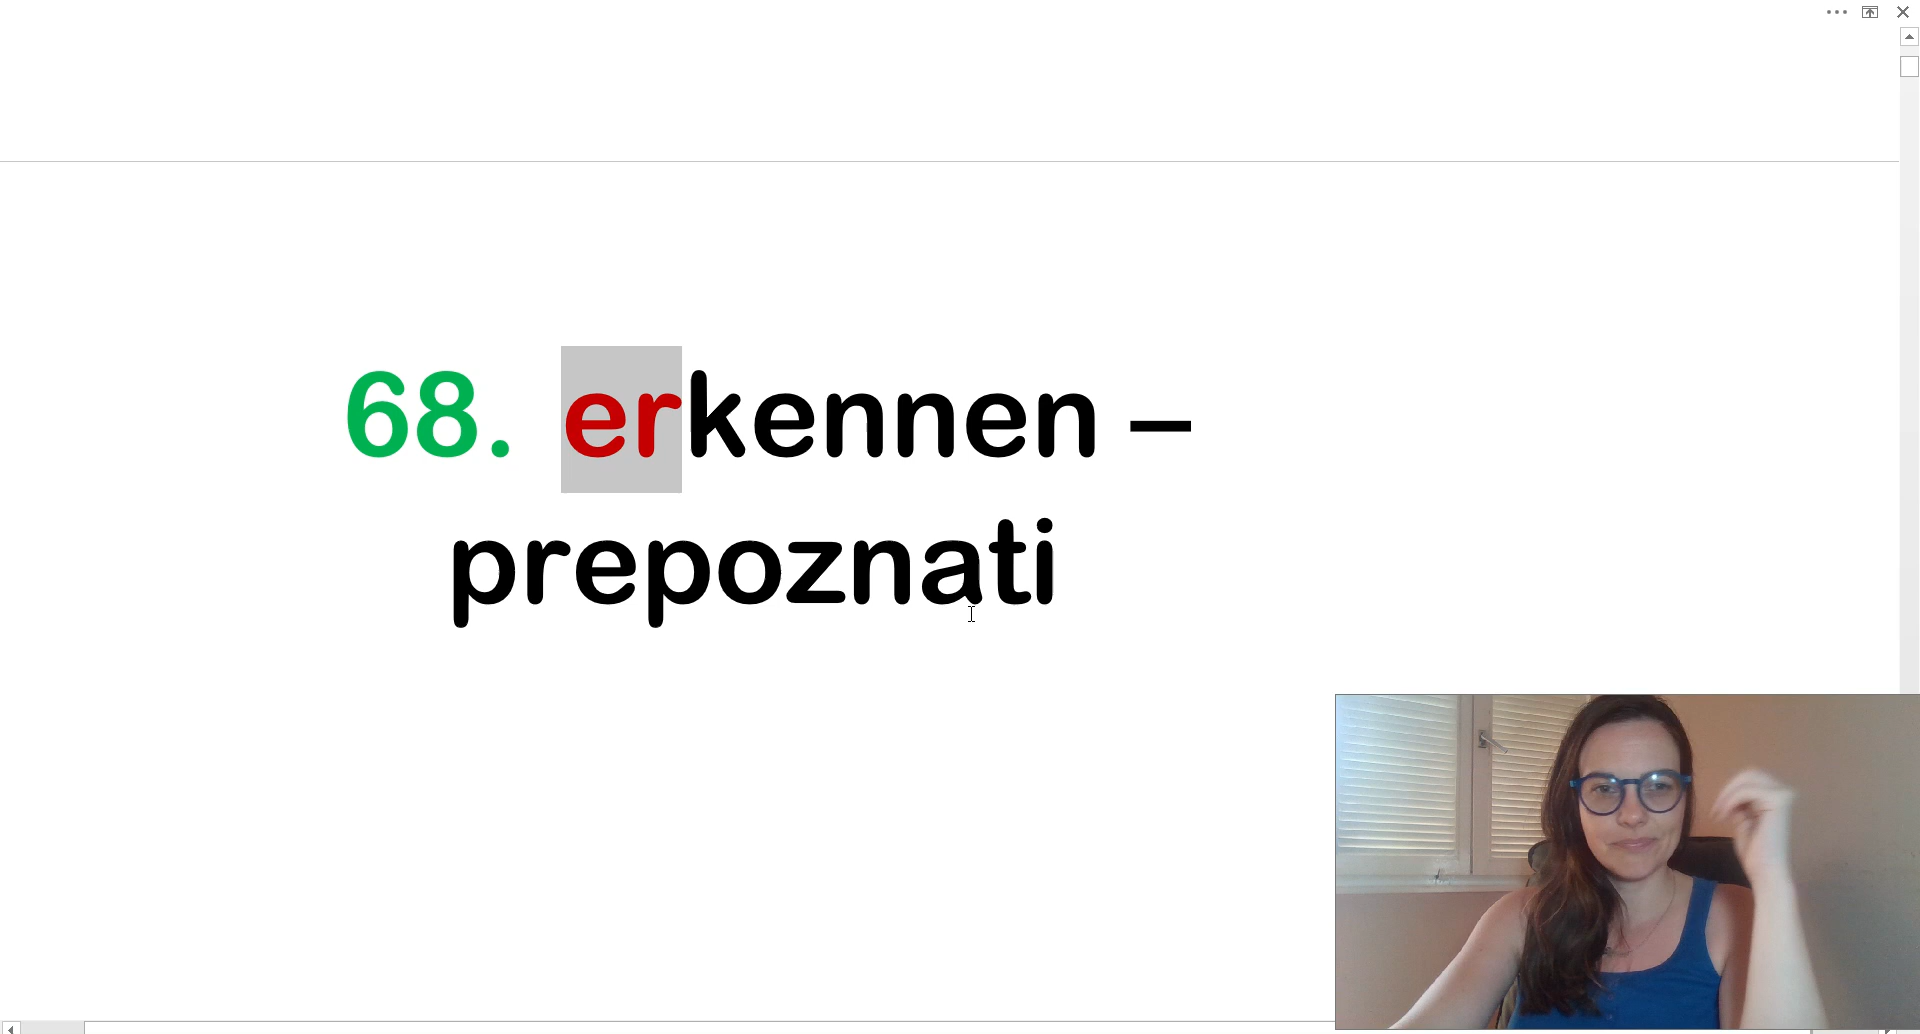 68. erkennen –
prepoznati